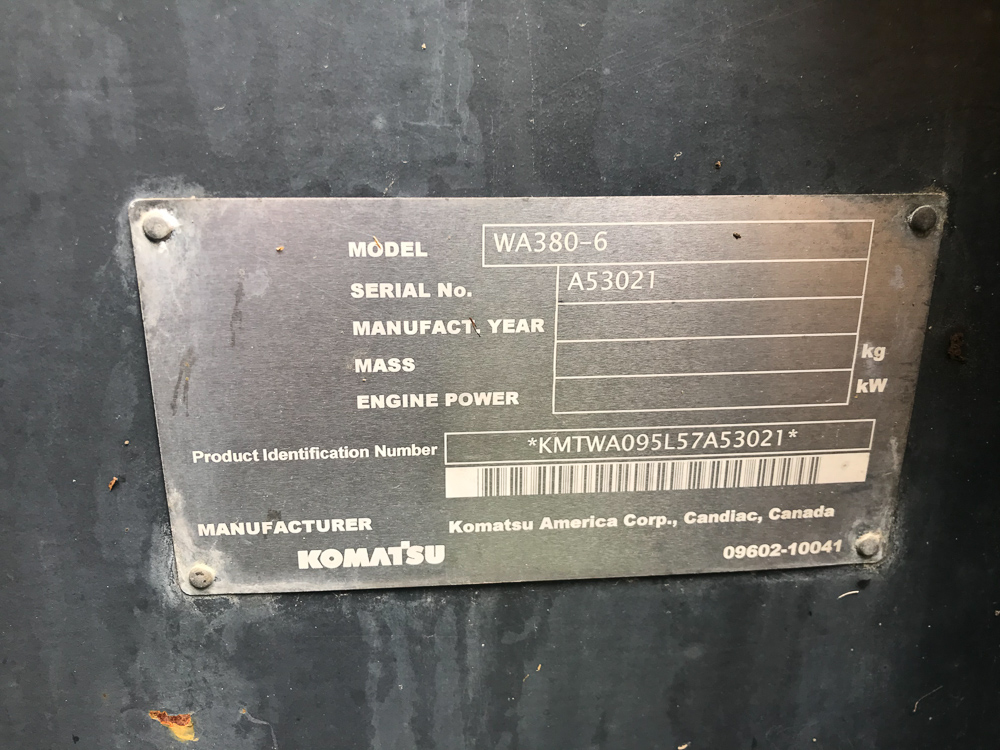 MODEL WA380-6
SERIAL No. A53021
MANUFACT. YEAR
MASS kg
ENGINE POWER kW
Product Identification Number *KMTWA095L57A53021*
MANUFACTURER Komatsu America Corp., Candiac, Canada
KOMATSU 09602-10041